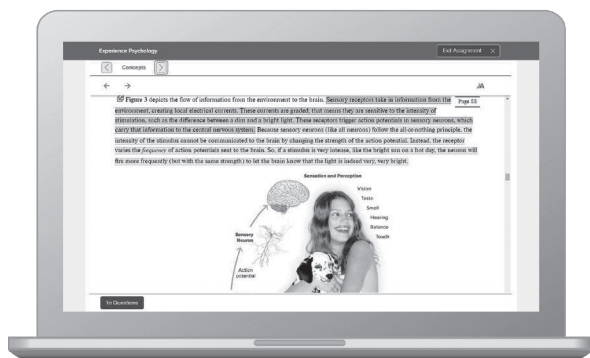 Experience Psychology
Exit Assignment X
Concepts
Figure 3 depicts the flow of information from the environment to the brain. Sensory receptors take in information from the
Page 88
environment, creating local electrical currents. These currents are graded; that means they are sensitive to the intensity of
stimulation, such as the difference between a dim and a bright light. These receptors trigger action potentials in sensory neurons, which
carry that information to the central nervous system. Because sensory neurons (like all neurons) follow the all-or-nothing principle, the
intensity of the stimulus cannot be communicated to the brain by changing the strength of the action potential. Instead, the receptor
varies the frequency of action potentials sent to the brain. So, if a stimulus is very intense, like the bright sun on a hot day, the neuron will
fire more frequently (but with the same strength) to let the brain know that the light is indeed very, very bright.
Sensation and Perception
Vision
Taste
Smell
Hearing
Balance
Touch
Sensory
Neuron
Action
potential
To Questions